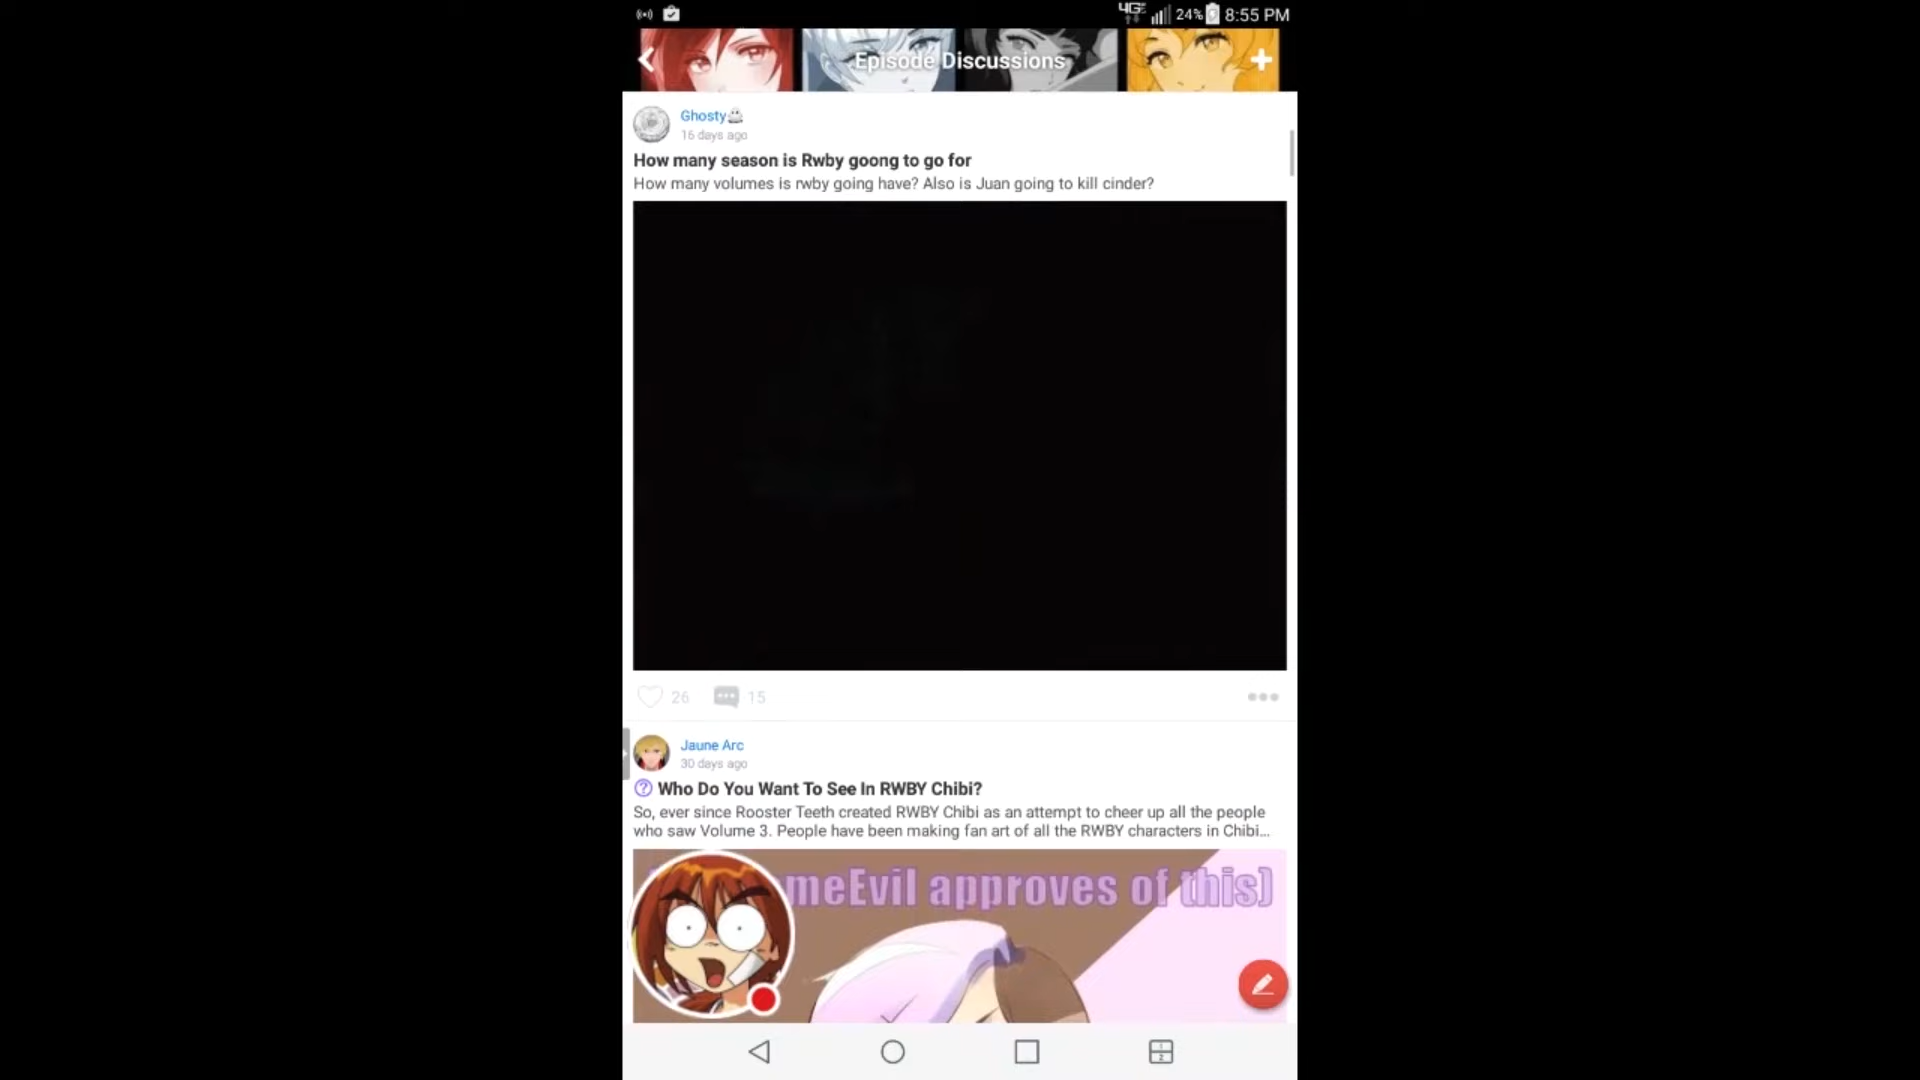 24% 8:55 PM
Episode Discussions
Ghosty
16 days ago
How many season is Rwby goong to go for
How many volumes is rwby going have? Also is Juan going to kill cinder?
26 15
Jaune Arc
30 days ago
Who Do You Want To See In RWBY Chibi?
So, ever since Rooster Teeth created RWBY Chibi as an attempt to cheer up all the people
who saw Volume 3. People have been making fan art of all the RWBY characters in Chibi...
meEvil approves of this)